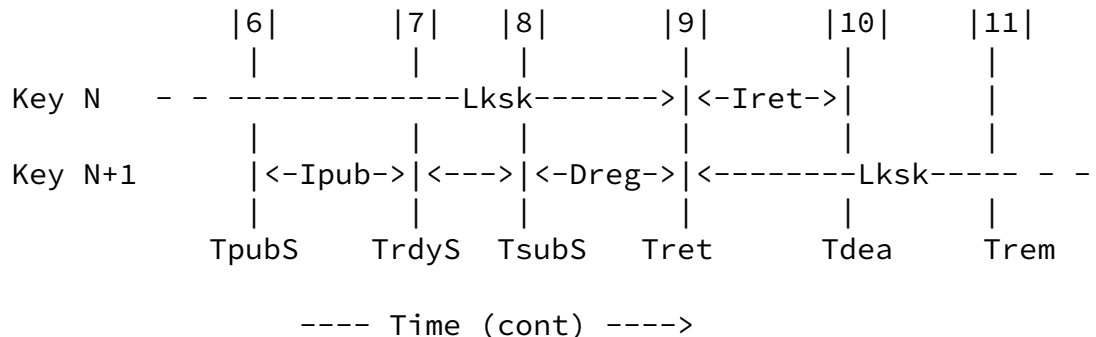 |6| |7| |8| |9| |10| |11|
| | | | | |
Key N - - -------------Lksk------->|<-Iret->| |
| | | | | |
Key N+1 |<-Ipub->|<--->|<-Dreg->|<--------Lksk----- - -
| | | | | |
TpubS TrdyS TsubS Tret Tdea Trem
---- Time (cont) ---->